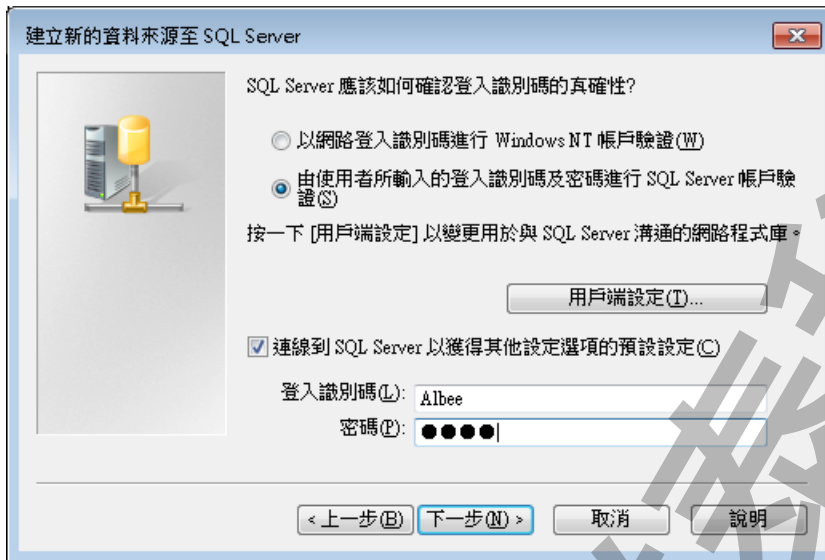 建立新的資料來源至 SQL Server
SQL Server 應該如何確認登入識別碼的真確性?
以網路登入識別碼進行 Windows NT 帳戶驗證(W)
由使用者所輸入的登入識別碼及密碼進行 SQL Server 帳戶驗
證(S)
按一下 [用戶端設定] 以變更用於與 SQL Server 溝通的網路程式庫。
用戶端設定(T)...
連線到 SQL Server 以獲得其他設定選項的預設設定(C)
登入識別碼(L): Albee
密碼(P): ●●●●
<上一步(B) 下一步(N) > 取消 說明